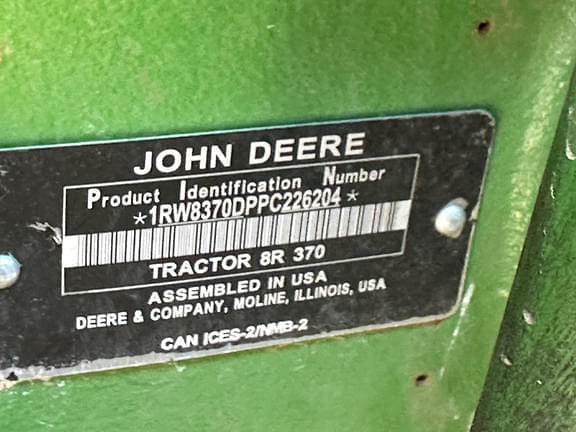 JOHN DEERE
Product Identification Number
*1RW8370DPPC226204*
TRACTOR 8R 370
ASSEMBLED IN USA
DEERE & COMPANY, MOLINE, ILLINOIS, USA
CAN ICES-2/NMB-2